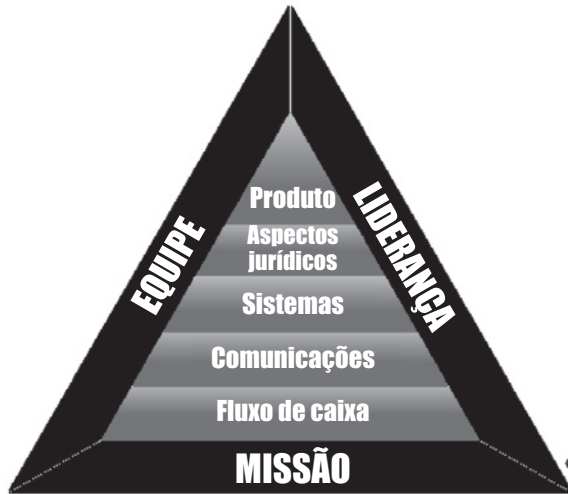 Produto
Aspectos
jurídicos
Sistemas
Comunicações
Fluxo de caixa
EQUIPE
LIDERANÇA
MISSÃO